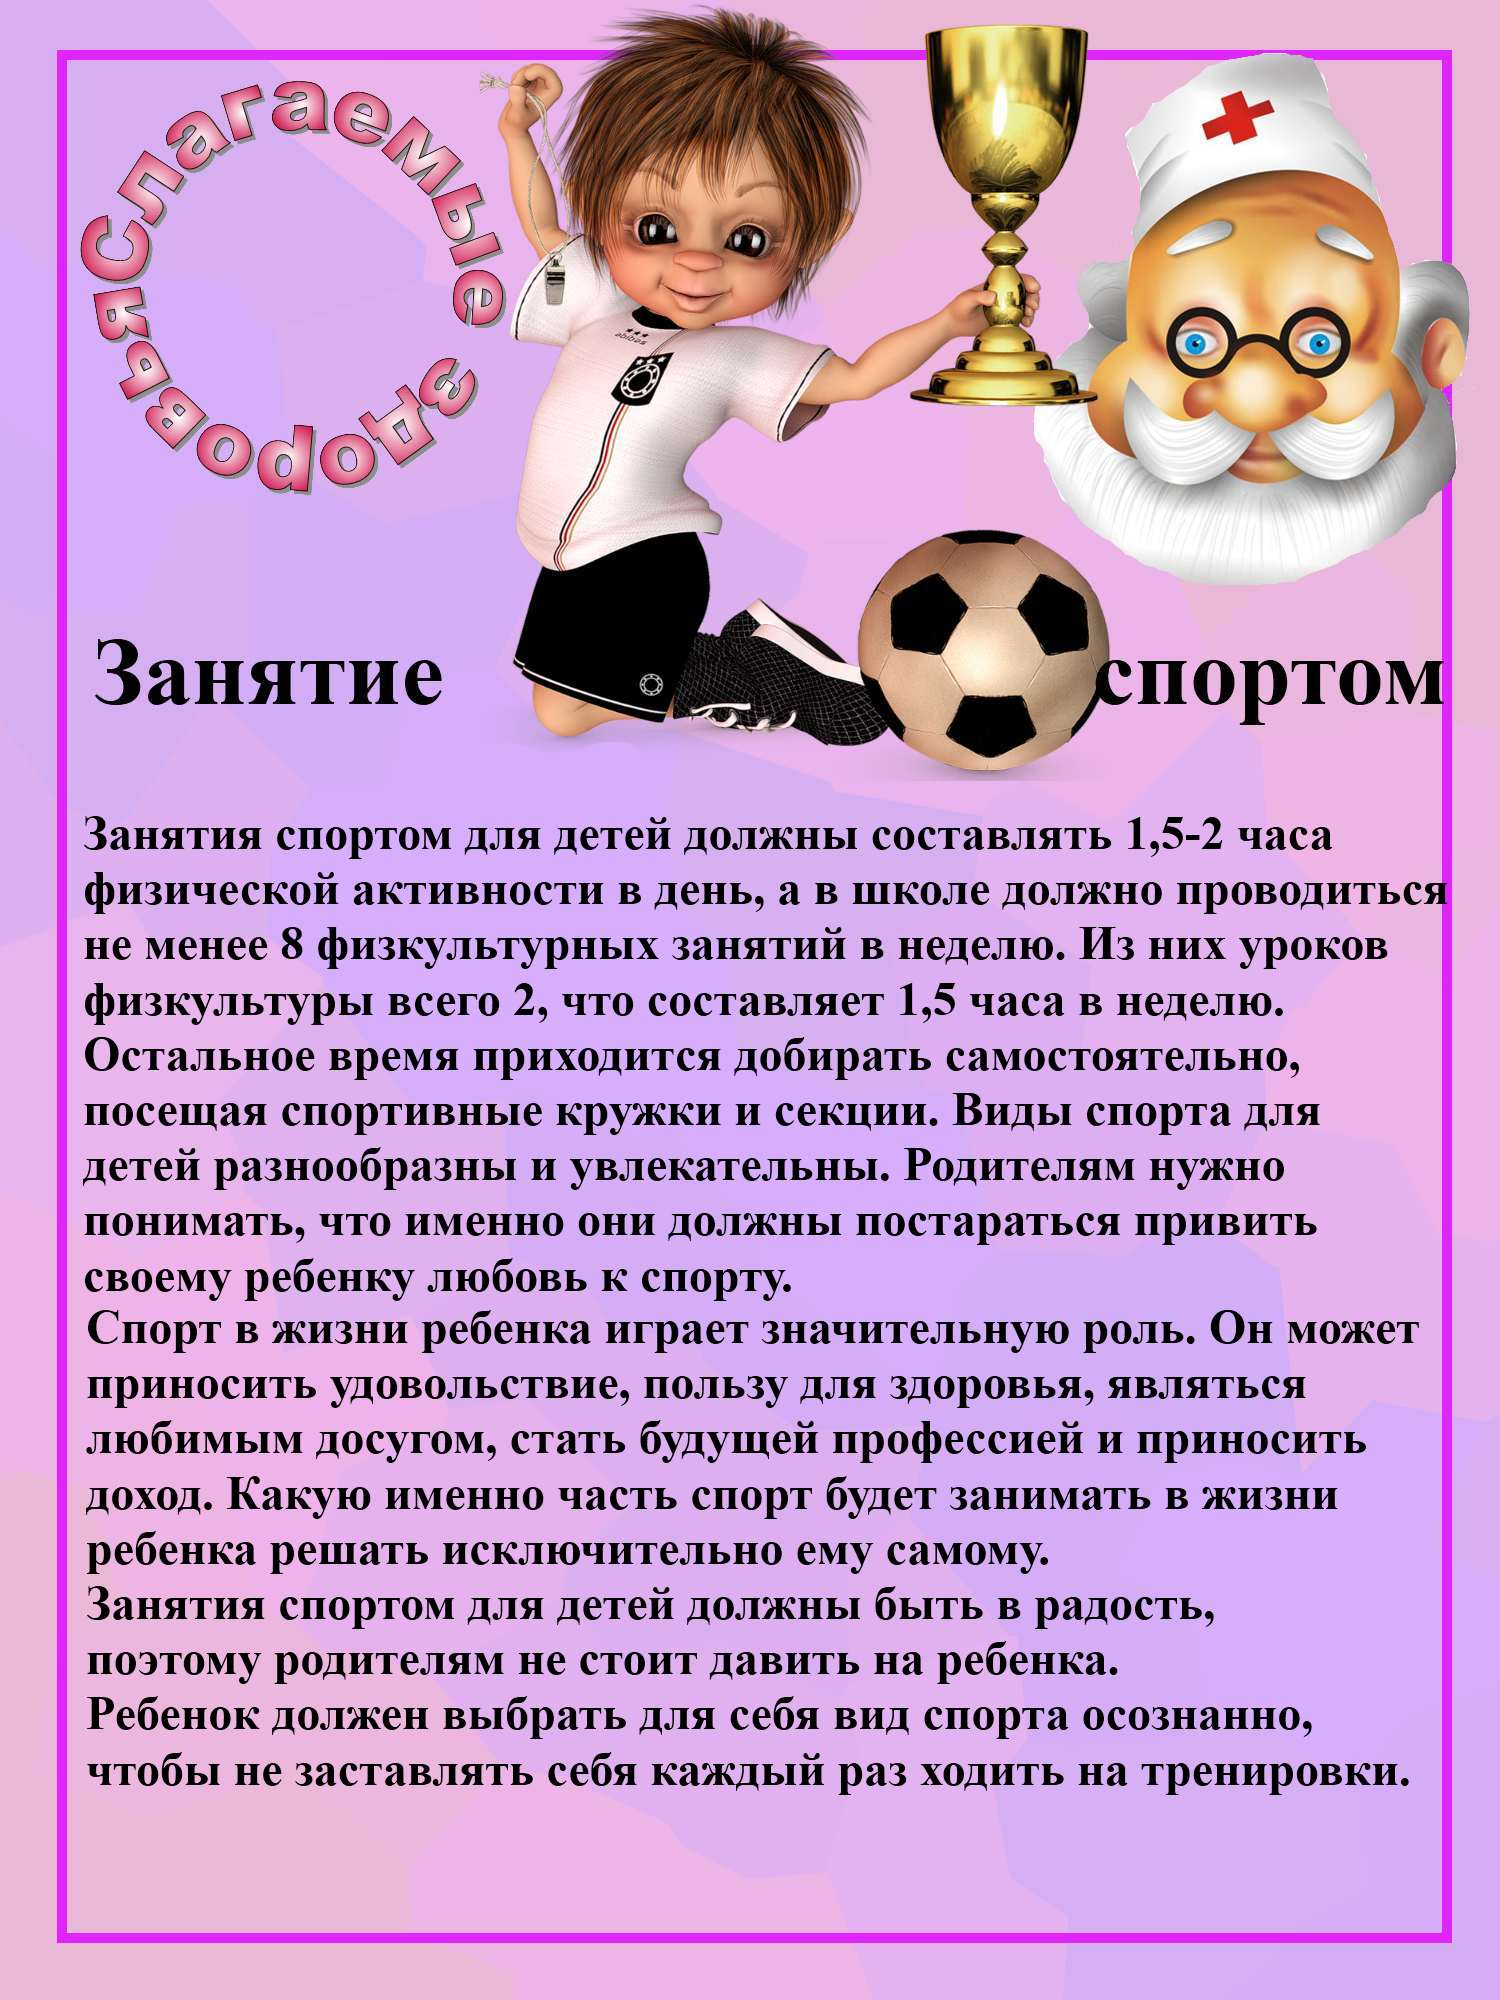 Слагаемые здоровья
abibas
Занятие спортом
Занятия спортом для детей должны составлять 1,5-2 часа
физической активности в день, а в школе должно проводиться
не менее 8 физкультурных занятий в неделю. Из них уроков
физкультуры всего 2, что составляет 1,5 часа в неделю.
Остальное время приходится добирать самостоятельно,
посещая спортивные кружки и секции. Виды спорта для
детей разнообразны и увлекательны. Родителям нужно
понимать, что именно они должны постараться привить
своему ребенку любовь к спорту.
Спорт в жизни ребенка играет значительную роль. Он может
приносить удовольствие, пользу для здоровья, являться
любимым досугом, стать будущей профессией и приносить
доход. Какую именно часть спорт будет занимать в жизни
ребенка решать исключительно ему самому.
Занятия спортом для детей должны быть в радость,
поэтому родителям не стоит давить на ребенка.
Ребенок должен выбрать для себя вид спорта осознанно,
чтобы не заставлять себя каждый раз ходить на тренировки.